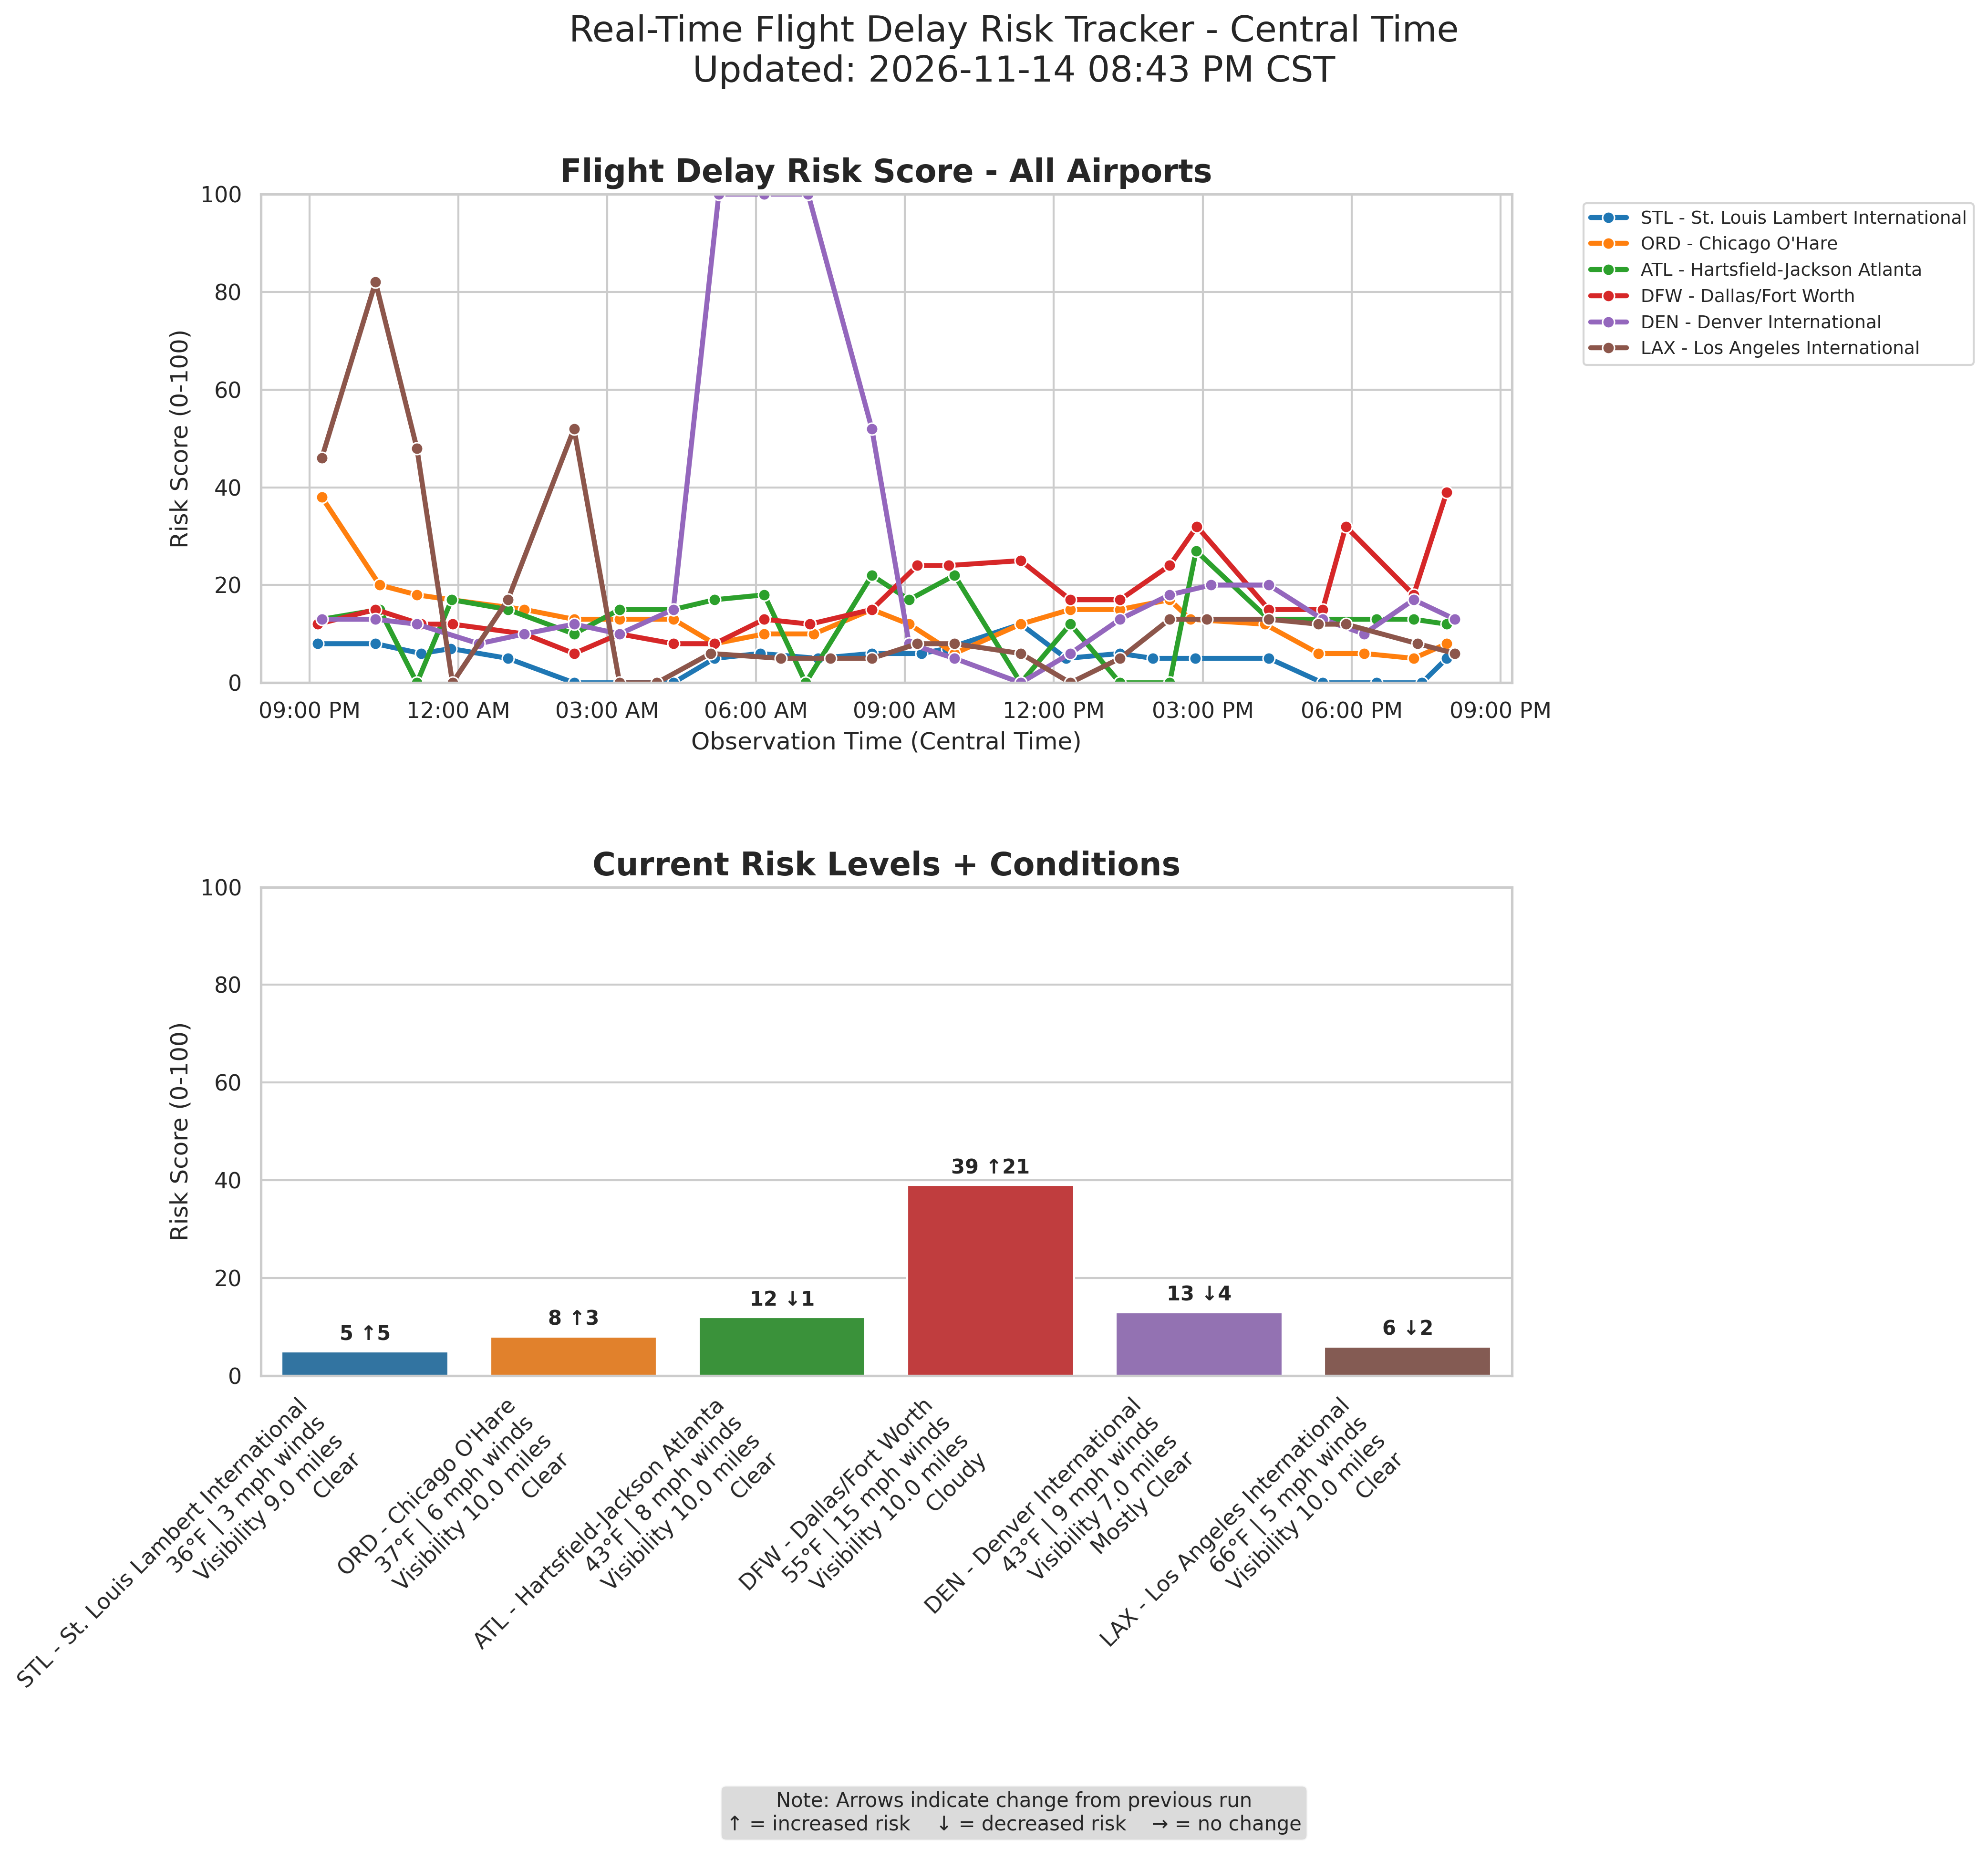 Real-Time Flight Delay Risk Tracker - Central Time
Updated: 2026-11-14 08:43 PM CST
Flight Delay Risk Score - All Airports
100
80
60
40
20
0
Risk Score (0-100)
09:00 PM
12:00 AM
03:00 AM
06:00 AM
09:00 AM
12:00 PM
03:00 PM
06:00 PM
09:00 PM
Observation Time (Central Time)
STL - St. Louis Lambert International
ORD - Chicago O'Hare
ATL - Hartsfield-Jackson Atlanta
DFW - Dallas/Fort Worth
DEN - Denver International
LAX - Los Angeles International
Current Risk Levels + Conditions
100
80
60
40
20
0
Risk Score (0-100)
5 ↑5
8 ↑3
12 ↓1
39 ↑21
13 ↓4
6 ↓2
STL - St. Louis Lambert International
36°F | 3 mph winds
Visibility 9.0 miles
Clear
ORD - Chicago O'Hare
37°F | 6 mph winds
Visibility 10.0 miles
Clear
ATL - Hartsfield-Jackson Atlanta
43°F | 8 mph winds
Visibility 10.0 miles
Clear
DFW - Dallas/Fort Worth
55°F | 15 mph winds
Visibility 10.0 miles
Cloudy
DEN - Denver International
43°F | 9 mph winds
Visibility 7.0 miles
Mostly Clear
LAX - Los Angeles International
66°F | 5 mph winds
Visibility 10.0 miles
Clear
Note: Arrows indicate change from previous run
↑ = increased risk    ↓ = decreased risk    → = no change